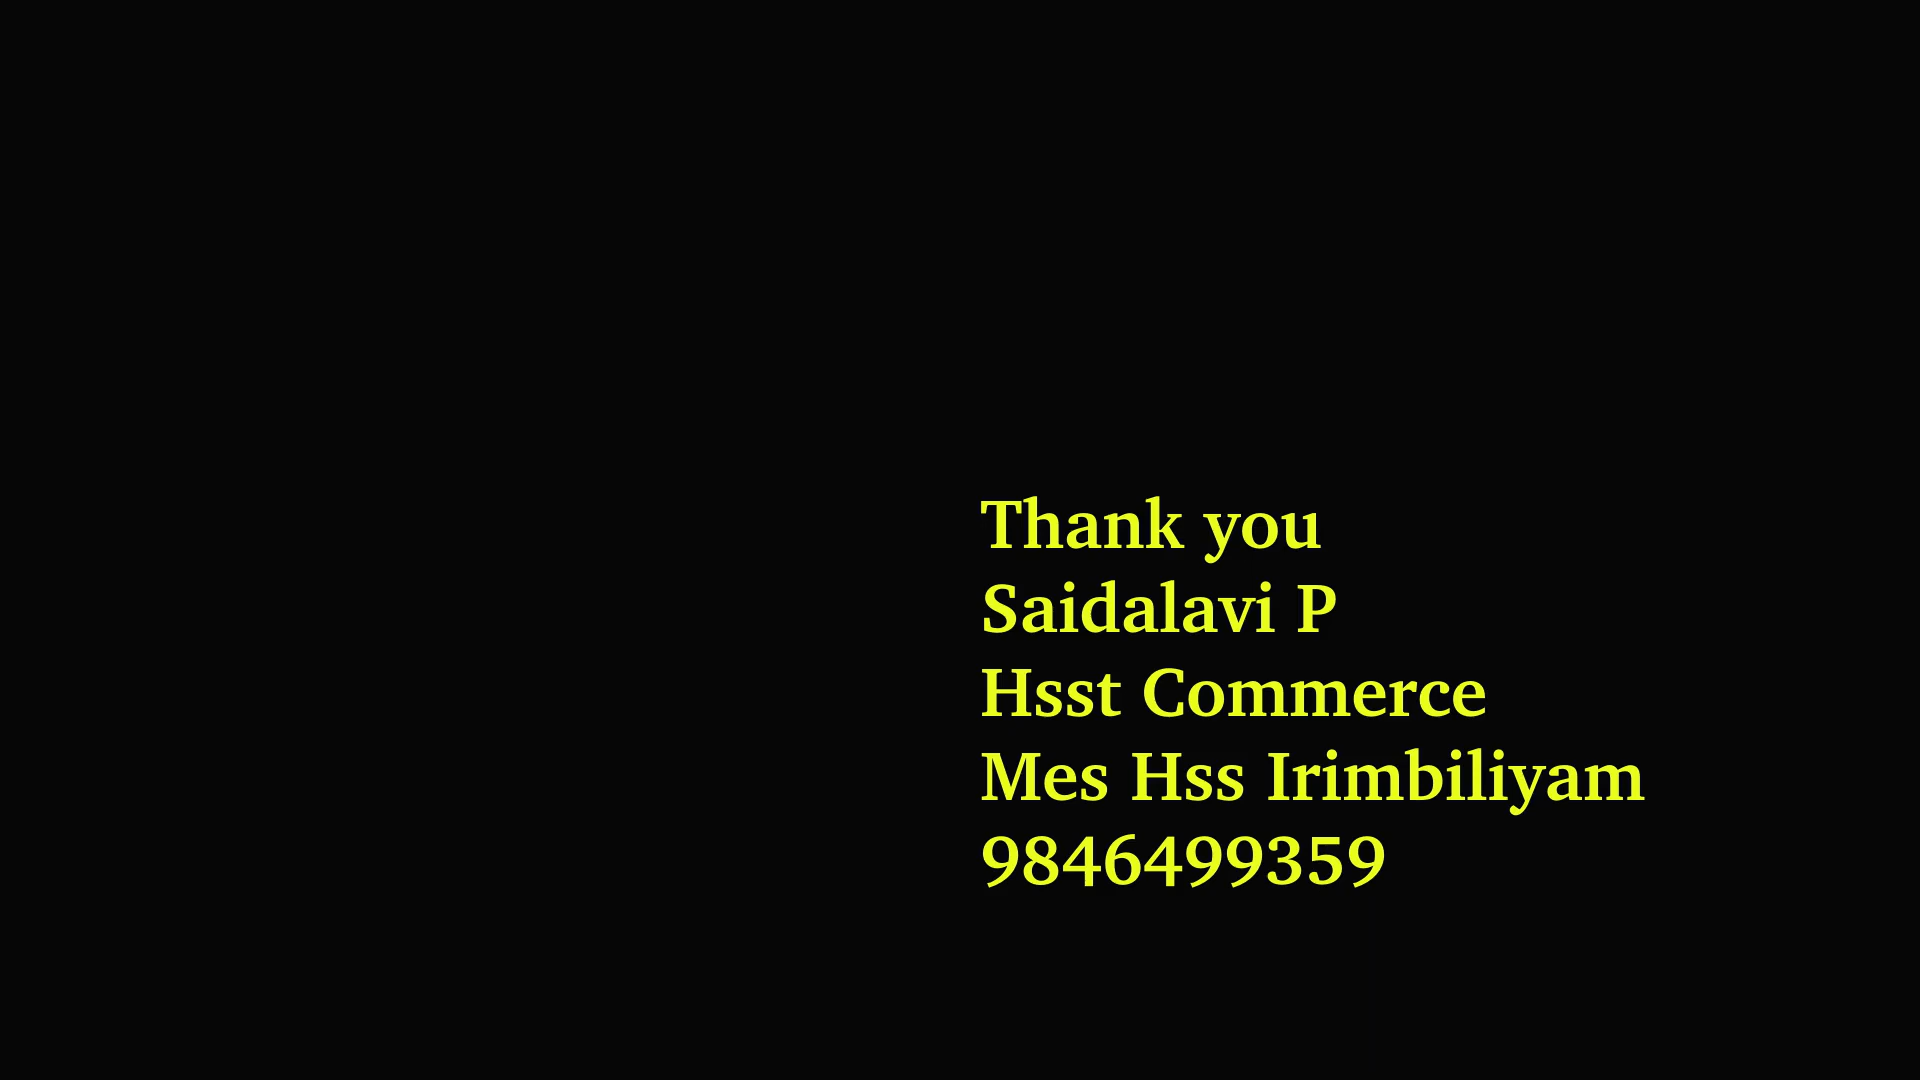 Thank you
Saidalavi P
Hsst Commerce
Mes Hss Irimbiliyam
9846499359